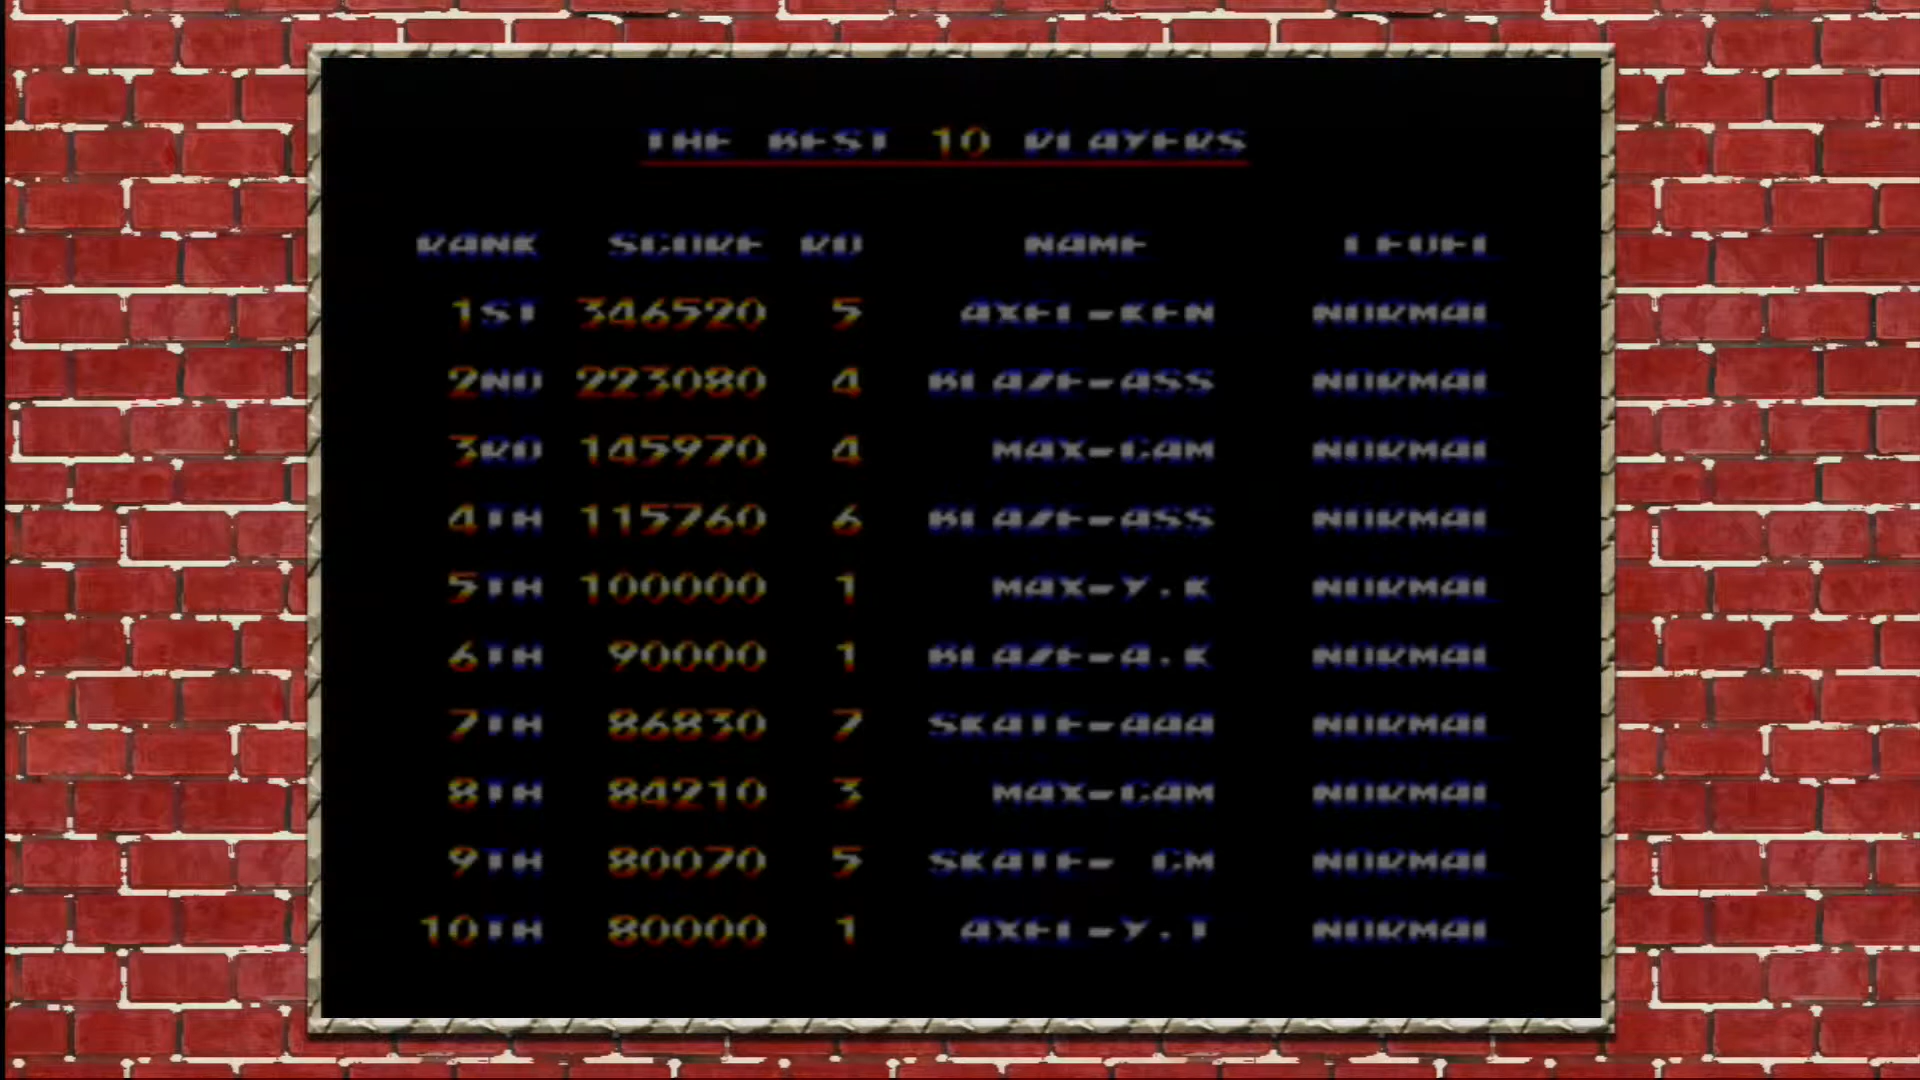 THE BEST 10 PLAYERS
RANK SCORE RD NAME LEVEL
1ST 346520 5 AXEL-KEN NORMAL
2ND 223080 4 BLAZE-ASS NORMAL
3RD 145970 4 MAX-CAM NORMAL
4TH 115760 6 BLAZE-ASS NORMAL
5TH 100000 1 MAX-Y.K NORMAL
6TH 90000 1 BLAZE-A.K NORMAL
7TH 86830 7 SKATE-AAA NORMAL
8TH 84210 3 MAX-CAM NORMAL
9TH 80070 5 SKATE- CM NORMAL
10TH 80000 1 AXEL-Y.T NORMAL